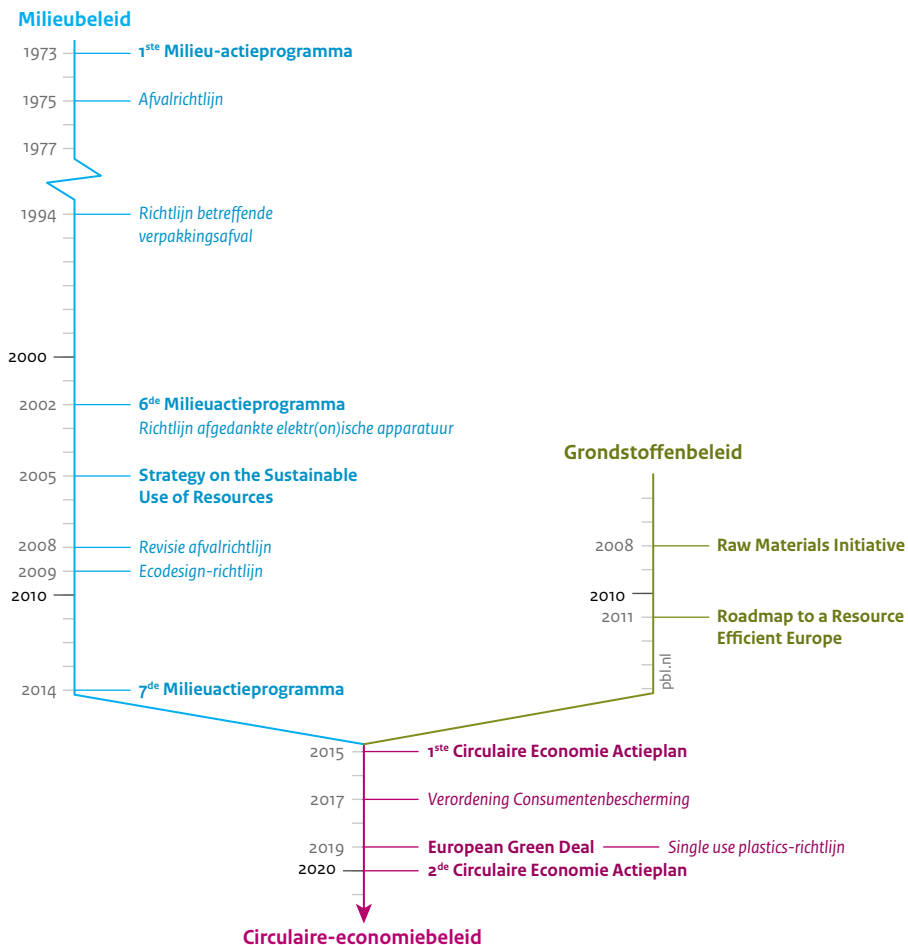 Milieubeleid
1973 1ste Milieu-actieprogramma
1975 Afvalrichtlijn
1977
1994 Richtlijn betreffende
verpakkingsafval
2000
2002 6de Milieuactieprogramma
Richtlijn afgedankte elektr(on)ische apparatuur
2005 Strategy on the Sustainable
Use of Resources
2008 Revisie afvalrichtlijn
2009 Ecodesign-richtlijn
2010
2014 7de Milieuactieprogramma
Grondstoffenbeleid
2008 Raw Materials Initiative
2010
2011 Roadmap to a Resource
Efficient Europe
pbl.nl
2015 1ste Circulaire Economie Actieplan
2017 Verordening Consumentenbescherming
2019 European Green Deal Single use plastics-richtlijn
2020 2de Circulaire Economie Actieplan
Circulaire-economiebeleid